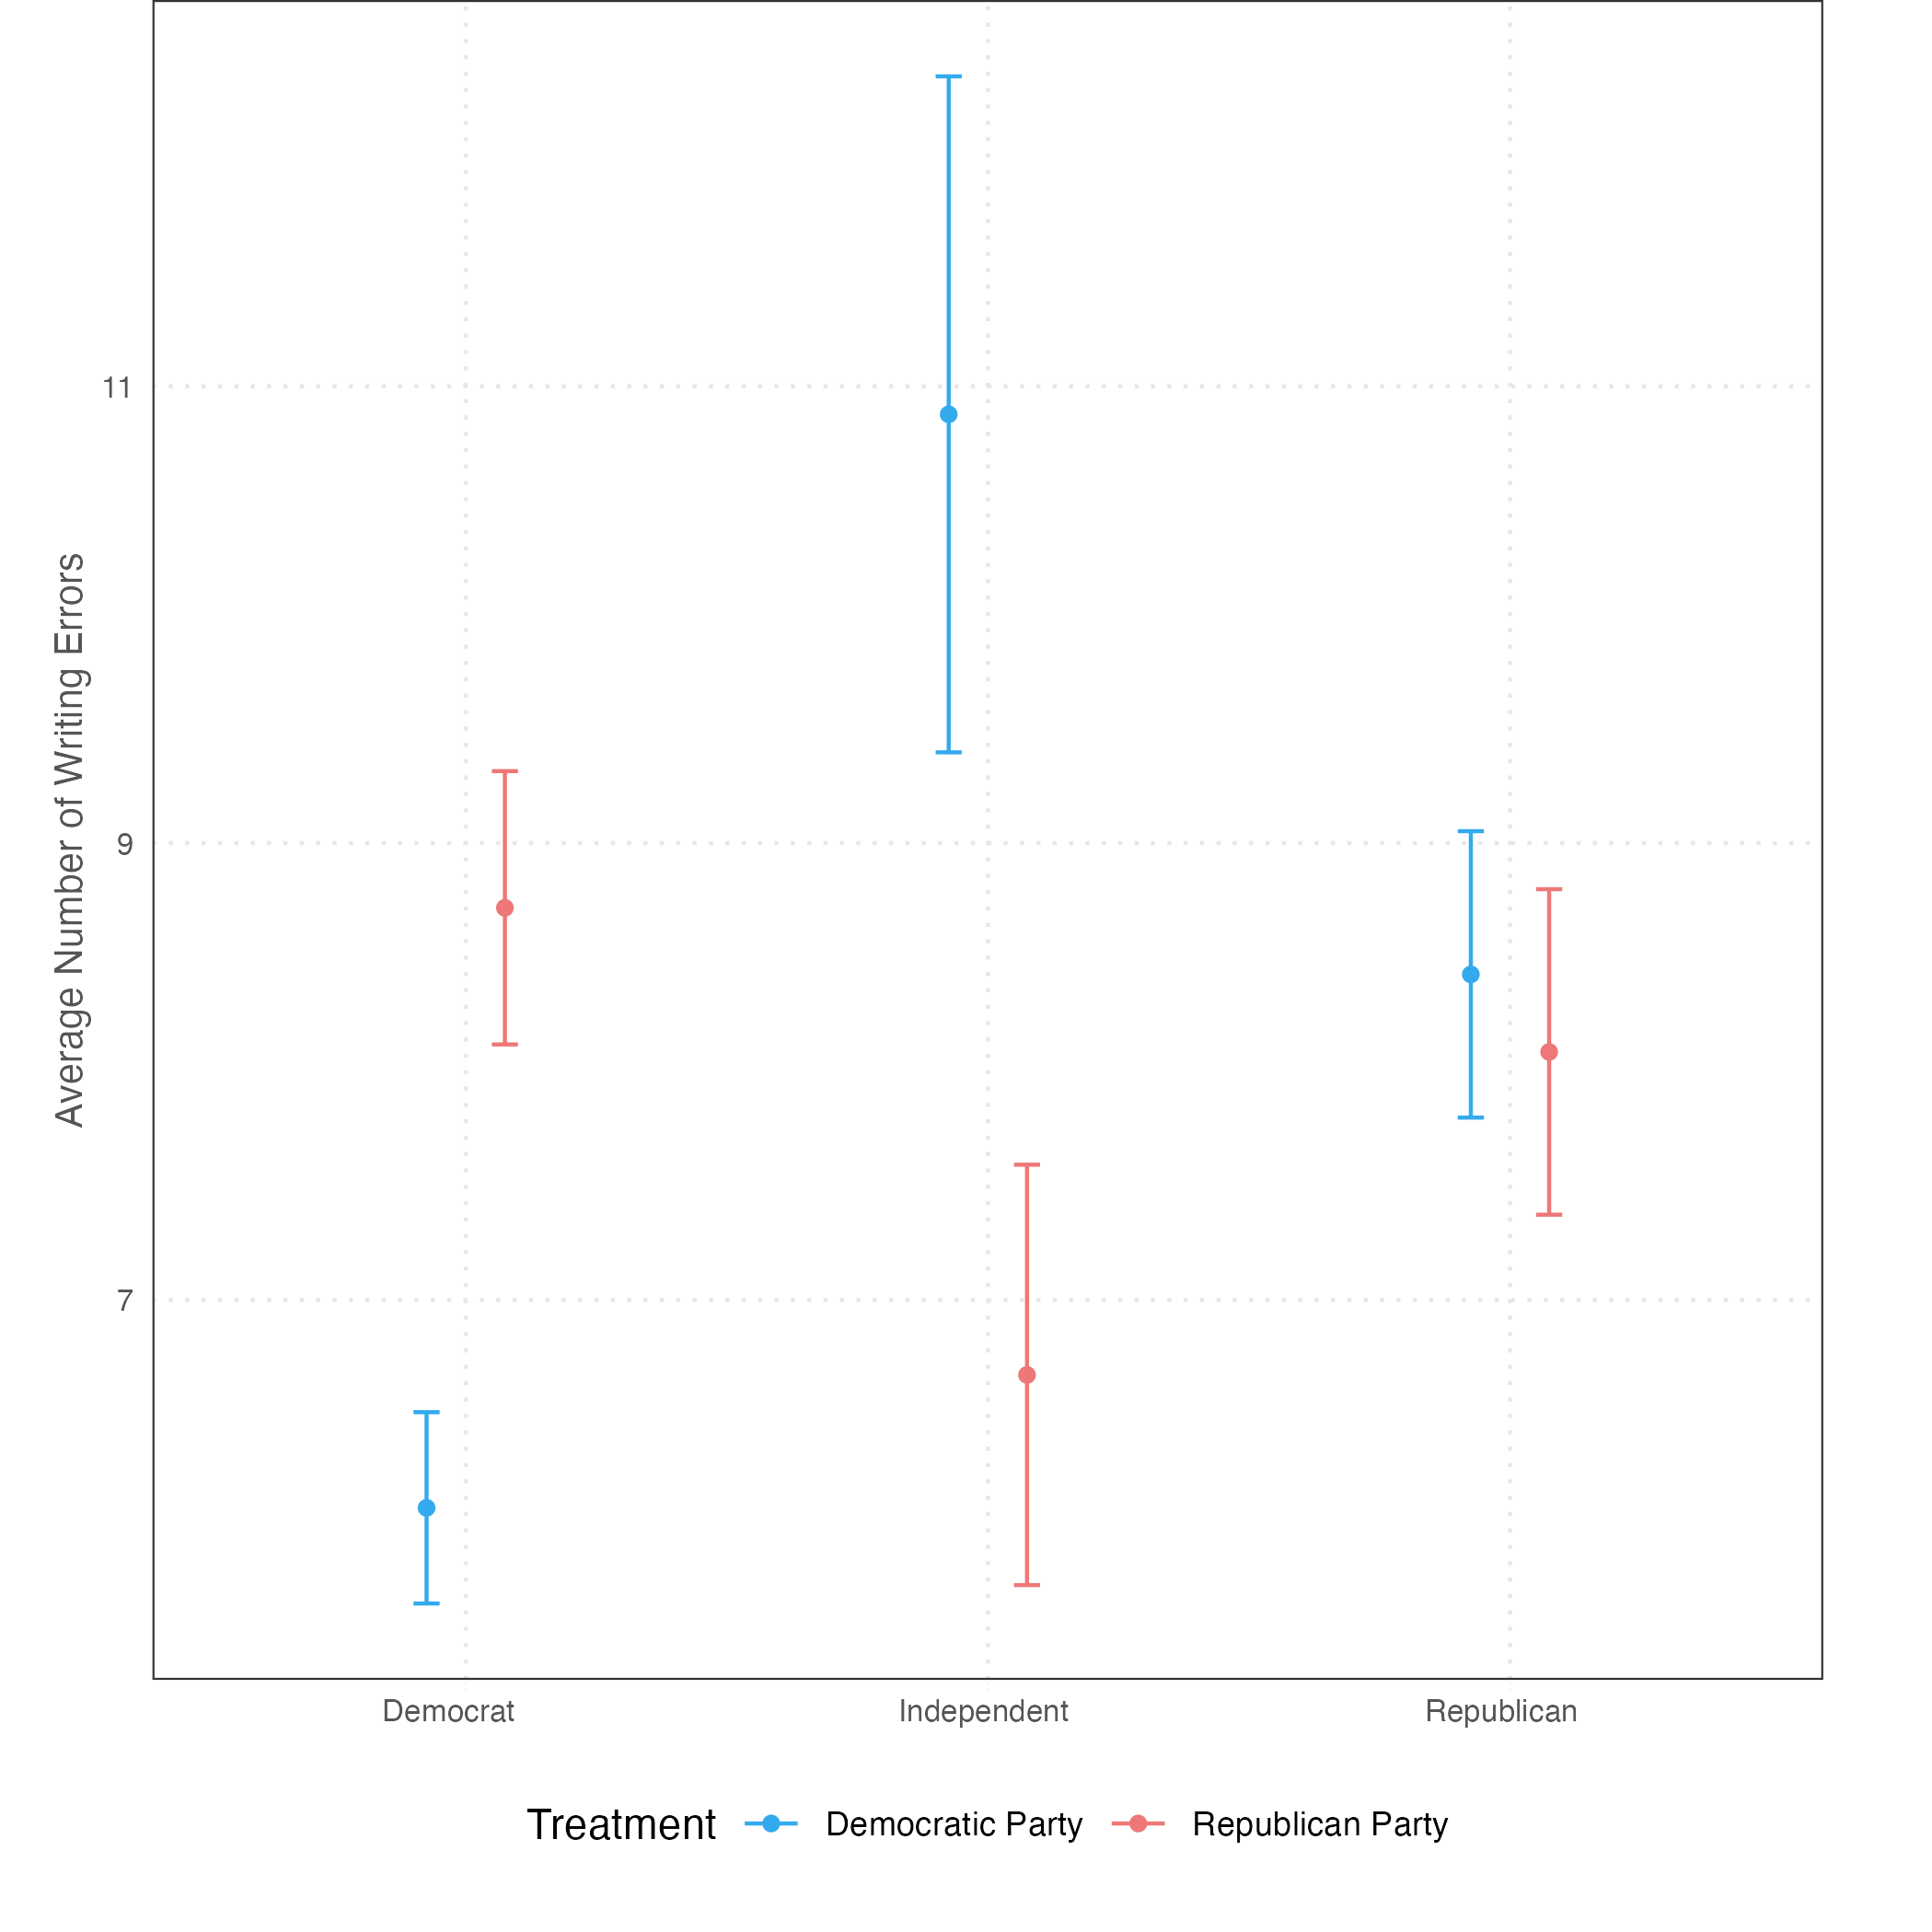 Average Number of Writing Errors
11
9
7
Democrat Independent Republican
Treatment Democratic Party Republican Party